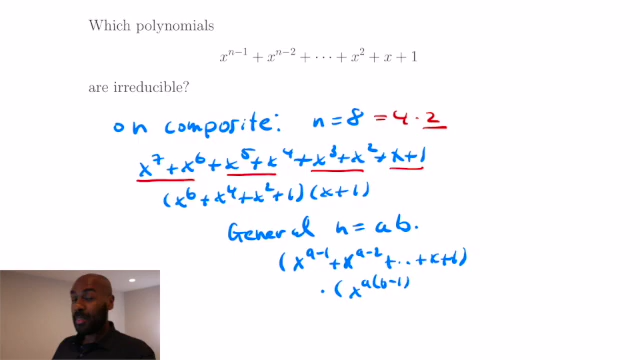 Which polynomials
x^{n−1} + x^{n−2} + ⋯ + x^2 + x + 1
are irreducible?
on composite: n = 8 = 4 · 2
x^7 + x^6 + x^5 + x^4 + x^3 + x^2 + x + 1
(x^6 + x^4 + x^2 + 1)(x + 1)
General n = ab.
(x^{a-1} + x^{a-2} + .. + x + 1)
· (x^{a(b-1)}